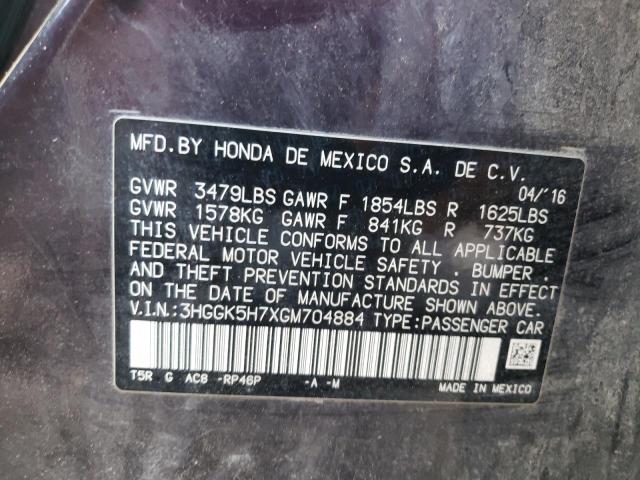 MFD.BY HONDA DE MEXICO S.A. DE C.V.
04/'16
GVWR 3479LBS GAWR F 1854LBS R 1625LBS
GVWR 1578KG GAWR F 841KG R 737KG
THIS VEHICLE CONFORMS TO ALL APPLICABLE
FEDERAL MOTOR VEHICLE SAFETY . BUMPER .
AND THEFT PREVENTION STANDARDS IN EFFECT
ON THE DATE OF MANUFACTURE SHOWN ABOVE.
V.I.N.:3HGGK5H7XGM704884 TYPE:PASSENGER CAR
T5R G AC8 -RP46P -A -M
MADE IN MEXICO